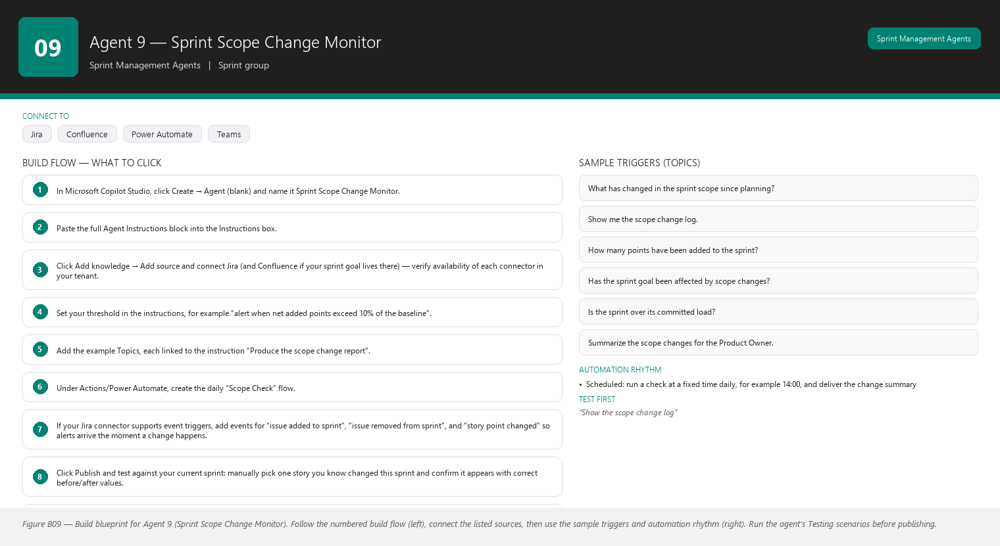 09
Agent 9 — Sprint Scope Change Monitor
Sprint Management Agents | Sprint group
Sprint Management Agents
CONNECT TO
Jira
Confluence
Power Automate
Teams
BUILD FLOW — WHAT TO CLICK
1
In Microsoft Copilot Studio, click Create → Agent (blank) and name it Sprint Scope Change Monitor.
2
Paste the full Agent Instructions block into the Instructions box.
3
Click Add knowledge → Add source and connect Jira (and Confluence if your sprint goal lives there) — verify availability of each connector in
your tenant.
4
Set your threshold in the instructions, for example “alert when net added points exceed 10% of the baseline”.
5
Add the example Topics, each linked to the instruction “Produce the scope change report”.
6
Under Actions/Power Automate, create the daily “Scope Check” flow.
7
If your Jira connector supports event triggers, add events for “issue added to sprint”, “issue removed from sprint”, and “story point changed” so
alerts arrive the moment a change happens.
8
Click Publish and test against your current sprint: manually pick one story you know changed this sprint and confirm it appears with correct
before/after values.
SAMPLE TRIGGERS (TOPICS)
What has changed in the sprint scope since planning?
Show me the scope change log.
How many points have been added to the sprint?
Has the sprint goal been affected by scope changes?
Is the sprint over its committed load?
Summarize the scope changes for the Product Owner.
AUTOMATION RHYTHM
• Scheduled: run a check at a fixed time daily, for example 14:00, and deliver the change summary
TEST FIRST
“Show the scope change log”
Figure B09 — Build blueprint for Agent 9 (Sprint Scope Change Monitor). Follow the numbered build flow (left), connect the listed sources, then use the sample triggers and automation rhythm (right). Run the agent's Testing scenarios before publishing.